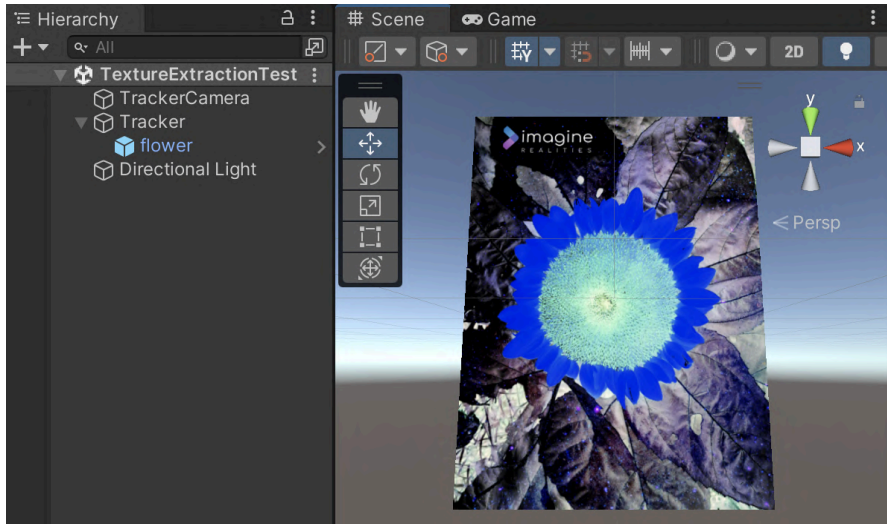 Hierarchy
All
TextureExtractionTest
TrackerCamera
Tracker
flower
Directional Light
Scene
Game
2D
imagine
REALITIES
y
x
Persp